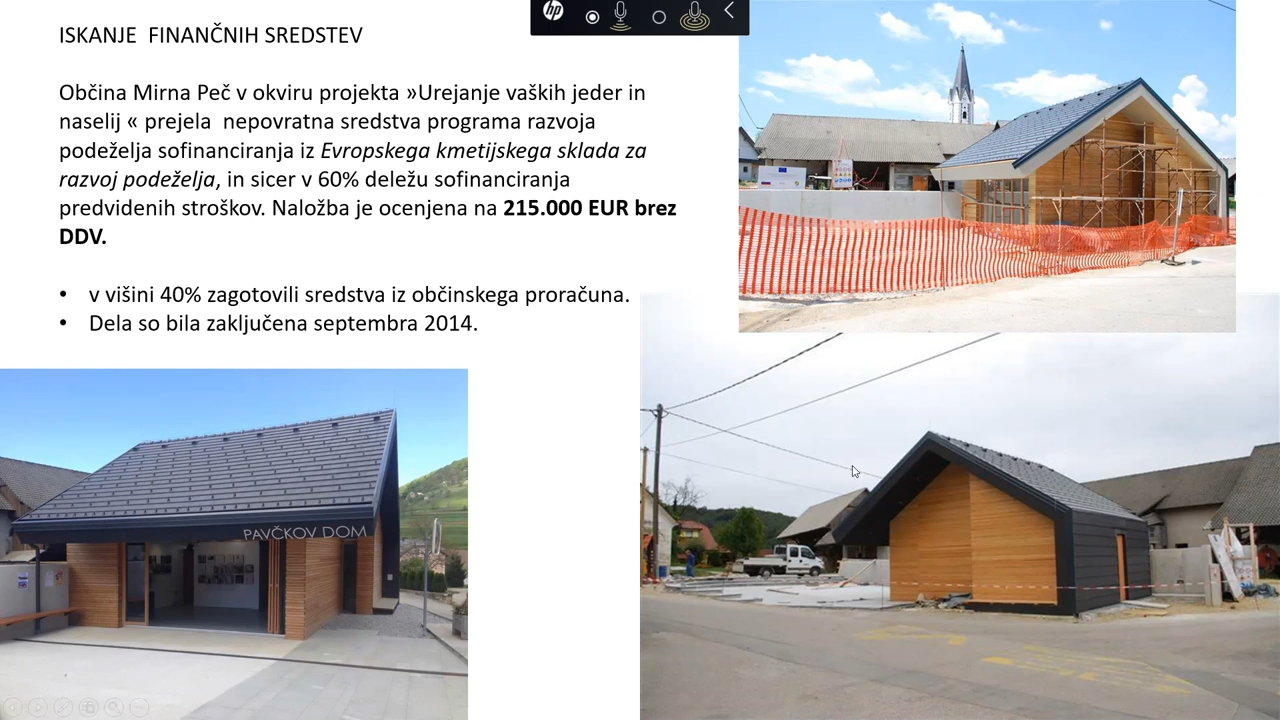 ISKANJE  FINANČNIH SREDSTEV
Občina Mirna Peč v okviru projekta »Urejanje vaških jeder in
naselij « prejela  nepovratna sredstva programa razvoja
podeželja sofinanciranja iz Evropskega kmetijskega sklada za
razvoj podeželja, in sicer v 60% deležu sofinanciranja
predvidenih stroškov. Naložba je ocenjena na 215.000 EUR brez
DDV.
• v višini 40% zagotovili sredstva iz občinskega proračuna.
• Dela so bila zaključena septembra 2014.
PAVČKOV DOM
hp